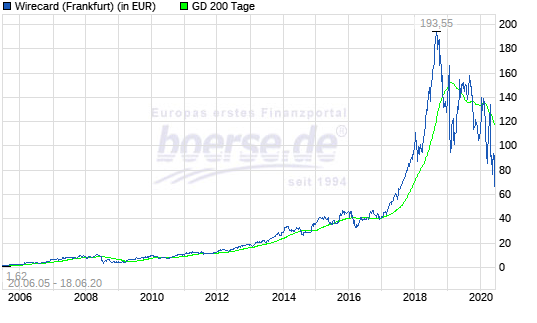 Wirecard (Frankfurt) (in EUR) GD 200 Tage
193,55
200
180
160
140
120
100
80
60
40
20
0
Europas erstes Finanzportal
boerse.de®
seit 1994
1,62
20.06.05 - 18.06.20
2006 2008 2010 2012 2014 2016 2018 2020